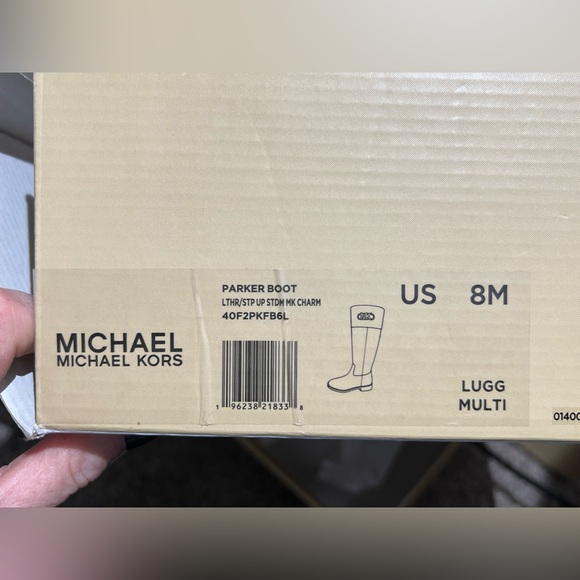 PARKER BOOT
LTHR/STP UP STDM MK CHARM
40F2PKFB6L
US 8M
MICHAEL
MICHAEL KORS
1 96238 21833 8
LUGG
MULTI
0140